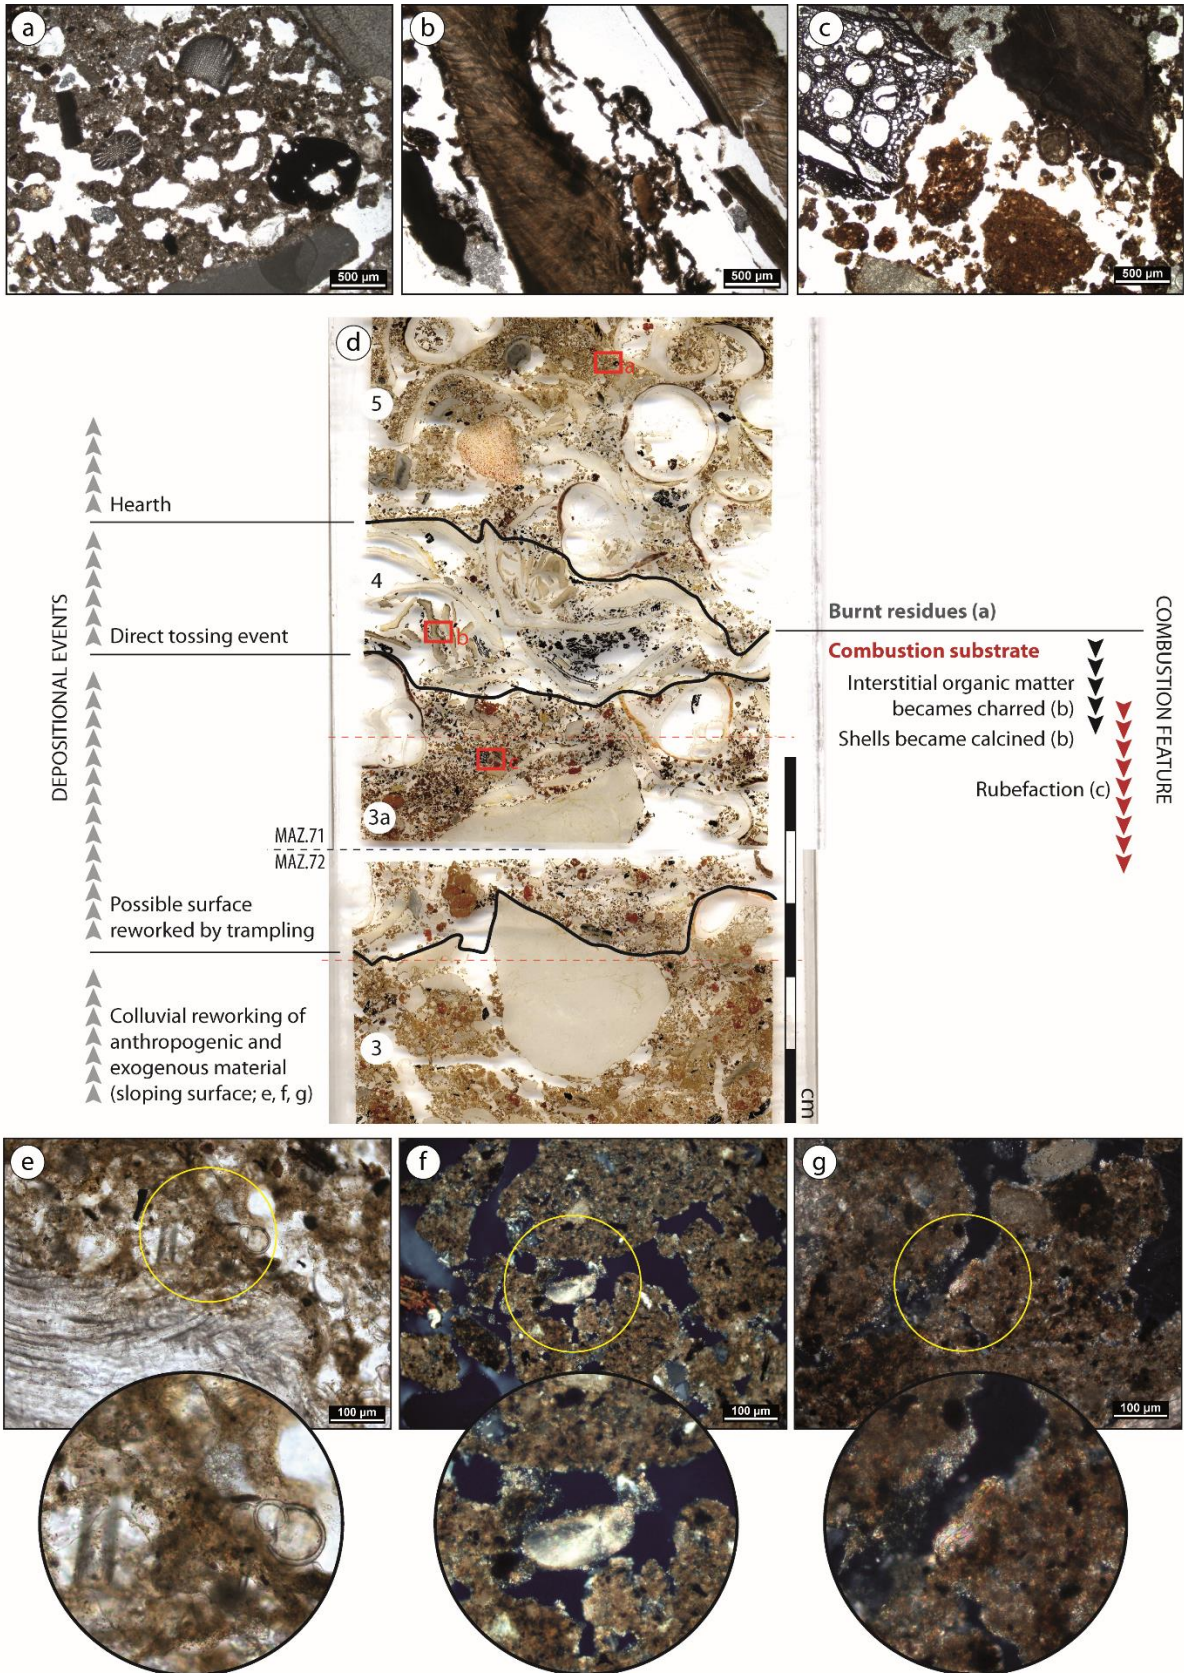 a
500 µm
b
500 µm
c
500 µm
d
a
5
Hearth
4
b
Direct tossing event
Burnt residues (a)
Combustion substrate
Interstitial organic matter
becames charred (b)
Shells became calcined (b)
Rubefaction (c)
COMBUSTION FEATURE
DEPOSITIONAL EVENTS
c
3a
MAZ.71
MAZ.72
Possible surface
reworked by trampling
Colluvial reworking of
anthropogenic and
exogenous material
(sloping surface; e, f, g)
3
cm
e
100 µm
f
100 µm
g
100 µm